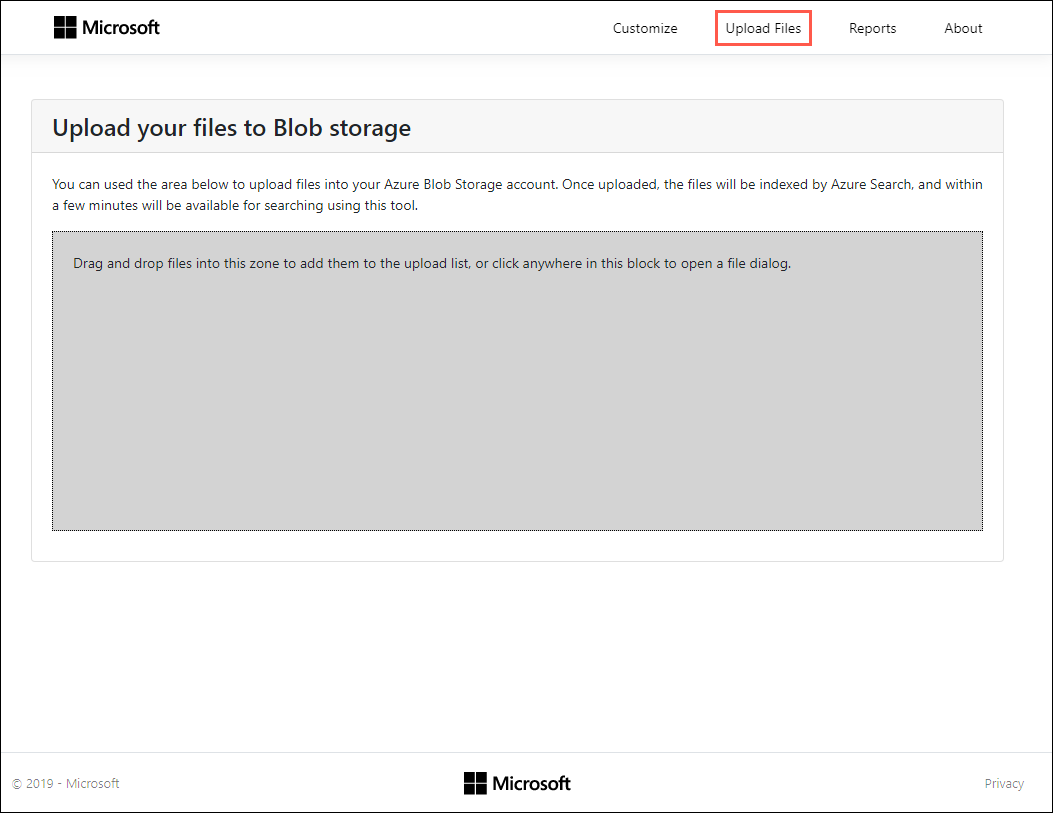 Microsoft
Customize
Upload Files
Reports
About
Upload your files to Blob storage
You can used the area below to upload files into your Azure Blob Storage account. Once uploaded, the files will be indexed by Azure Search, and within
a few minutes will be available for searching using this tool.
Drag and drop files into this zone to add them to the upload list, or click anywhere in this block to open a file dialog.
© 2019 - Microsoft
Microsoft
Privacy